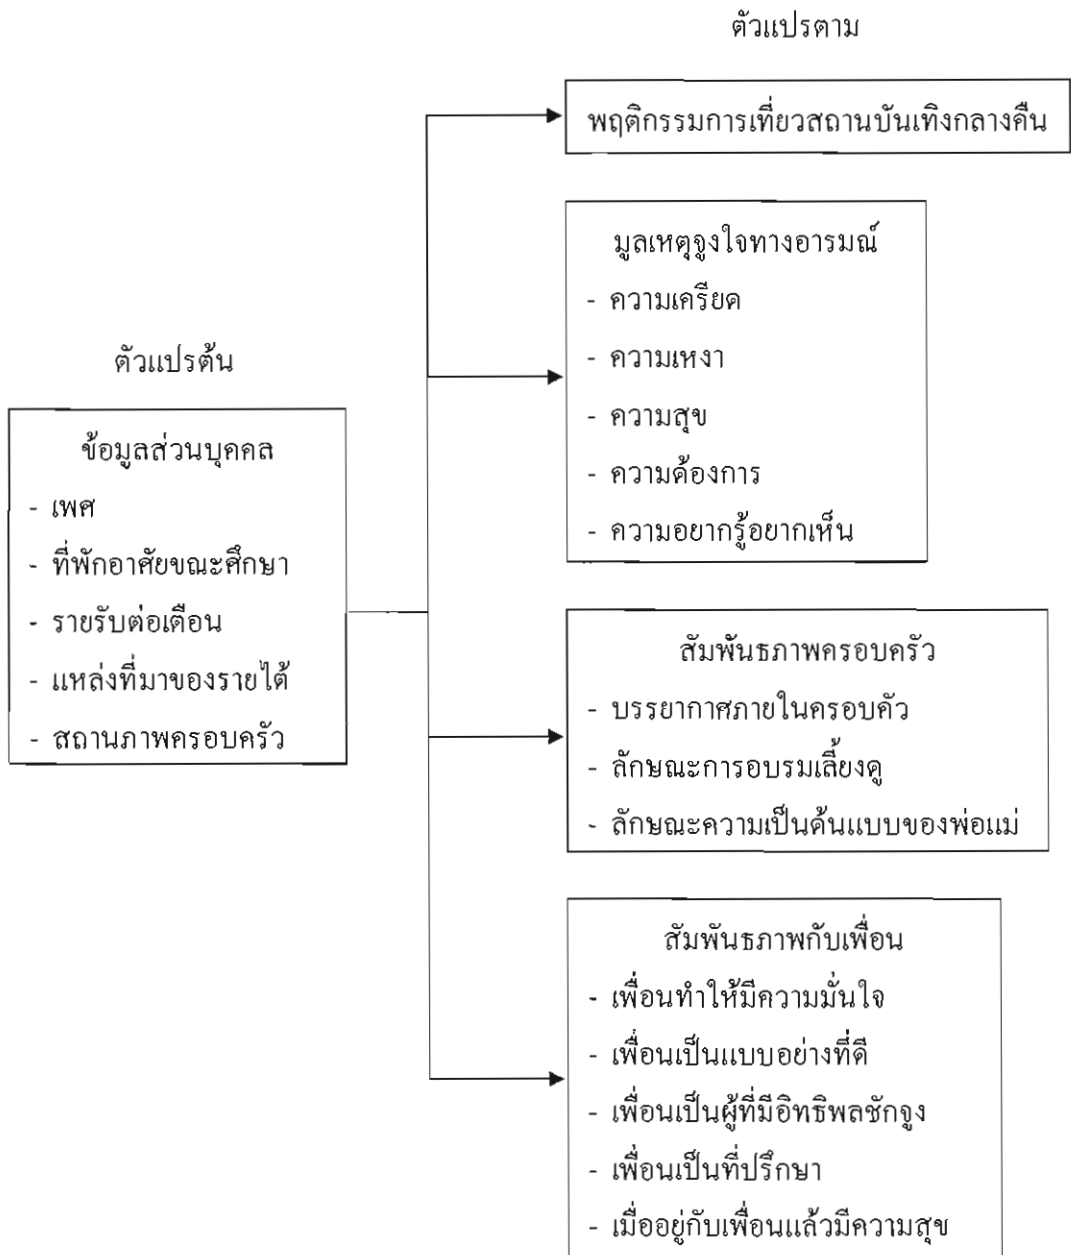 ตัวแปรตาม
พฤติกรรมการเที่ยวสถานบันเทิงกลางคืน
มูลเหตุจูงใจทางอารมณ์
- ความเครียด
- ความเหงา
- ความสุข
- ความต้องการ
- ความอยากรู้อยากเห็น
ตัวแปรต้น
ข้อมูลส่วนบุคคล
- เพศ
- ที่พักอาศัยขณะศึกษา
- รายรับต่อเดือน
- แหล่งที่มาของรายได้
- สถานภาพครอบครัว
สัมพันธภาพครอบครัว
- บรรยากาศภายในครอบคัว
- ลักษณะการอบรมเลี้ยงดู
- ลักษณะความเป็นต้นแบบของพ่อแม่
สัมพันธภาพกับเพื่อน
- เพื่อนทำให้มีความมั่นใจ
- เพื่อนเป็นแบบอย่างที่ดี
- เพื่อนเป็นผู้ที่มีอิทธิพลชักจูง
- เพื่อนเป็นที่ปรึกษา
- เมื่ออยู่กับเพื่อนแล้วมีความสุข